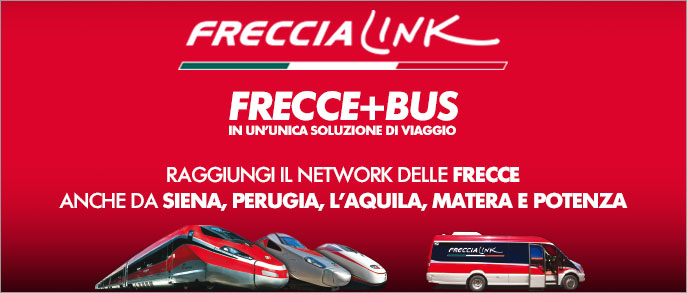 FRECCIALINK
FRECCE+BUS
IN UN'UNICA SOLUZIONE DI VIAGGIO
RAGGIUNGI IL NETWORK DELLE FRECCE
ANCHE DA SIENA, PERUGIA, L'AQUILA, MATERA E POTENZA
FRECCIALINK